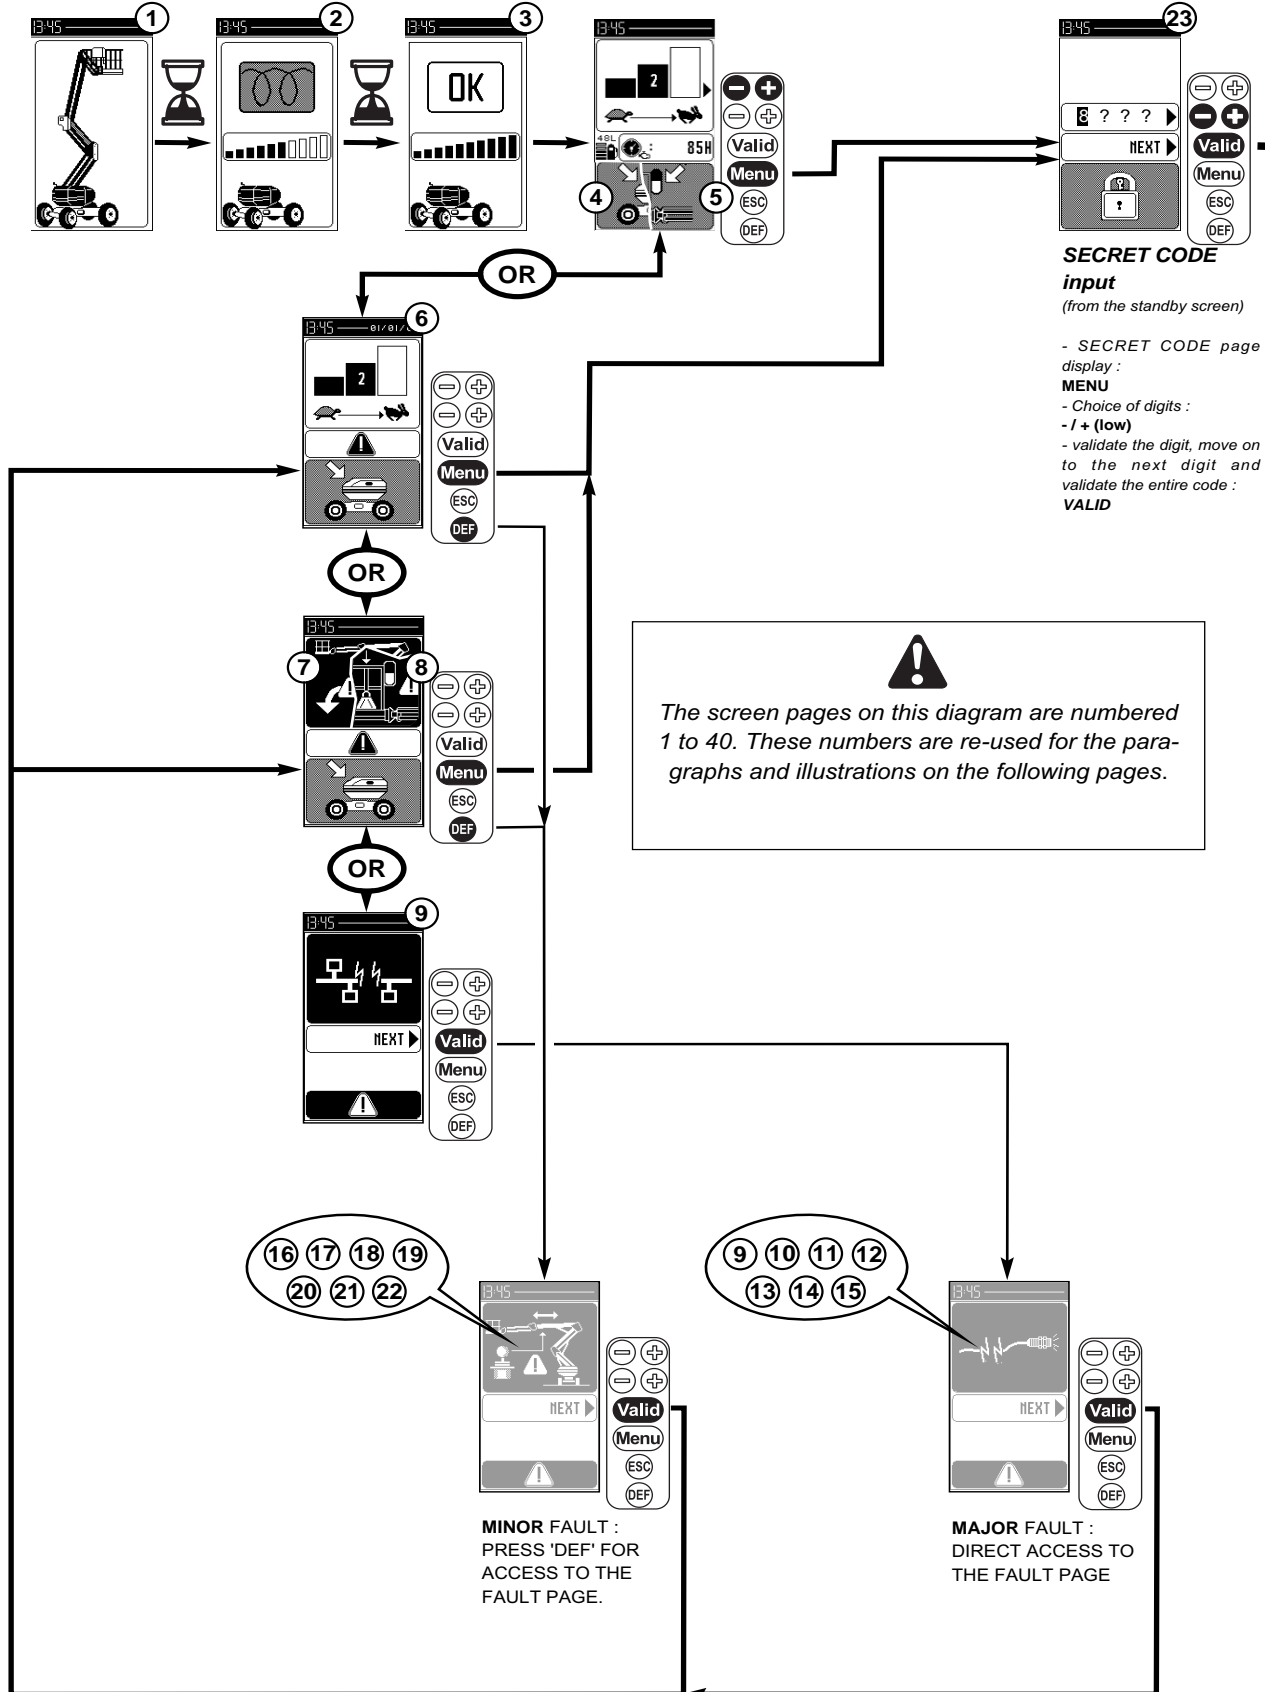 1
2
3
23
13:45
13:45
13:45
13:45
13:45
OK
2
48L
: 85H
4
5
Valid
Menu
ESC
DEF
8 ? ? ?
NEXT
Valid
Menu
ESC
DEF
SECRET CODE
input
(from the standby screen)
- SECRET CODE page
display :
MENU
- Choice of digits :
- / + (low)
- validate the digit, move on
to the next digit and
validate the entire code :
VALID
OR
6
13:45
01/01/
2
Valid
Menu
ESC
DEF
OR
13:45
7
8
Valid
Menu
ESC
DEF
The screen pages on this diagram are numbered
1 to 40. These numbers are re-used for the para-
graphs and illustrations on the following pages.
OR
9
13:45
NEXT
Valid
Menu
ESC
DEF
16 17 18 19
20 21 22
13:45
NEXT
Valid
Menu
ESC
DEF
MINOR FAULT :
PRESS 'DEF' FOR
ACCESS TO THE
FAULT PAGE.
9 10 11 12
13 14 15
13:45
NEXT
Valid
Menu
ESC
DEF
MAJOR FAULT :
DIRECT ACCESS TO
THE FAULT PAGE